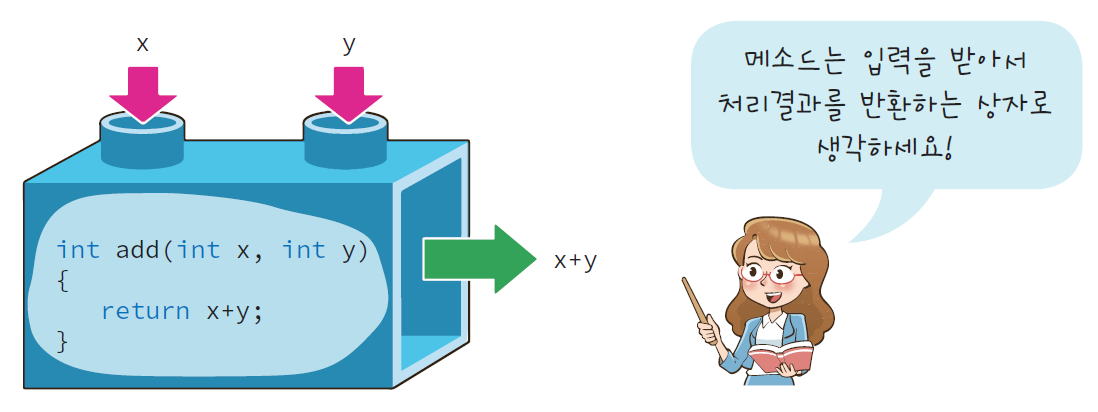 x
y
int add(int x, int y)
{
return x+y;
}
x+y
메소드는 입력을 받아서
처리결과를 반환하는 상자로
생각하세요!